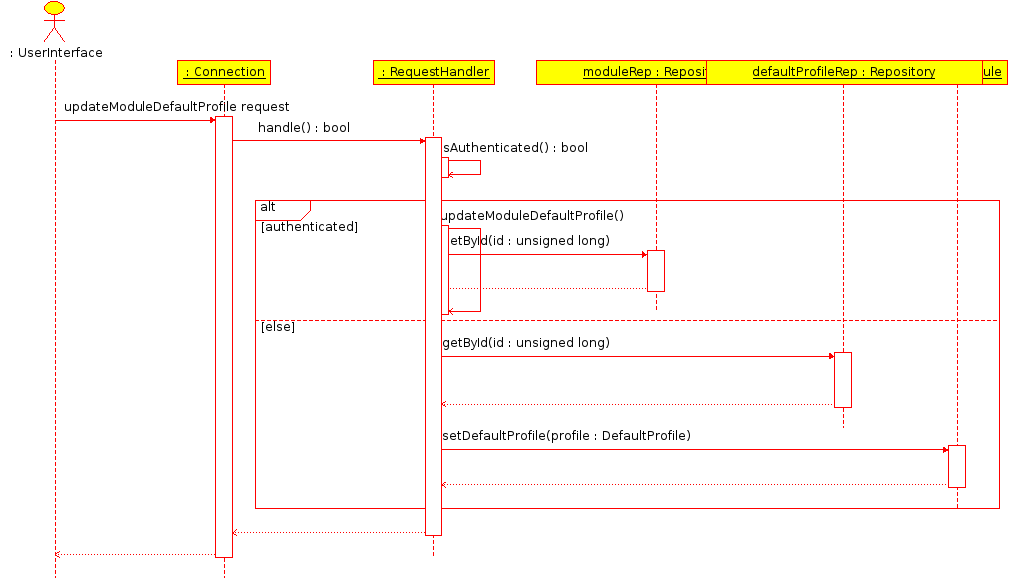 : UserInterface
: Connection
: RequestHandler
moduleRep : Reposi
defaultProfileRep : Repository
ule
updateModuleDefaultProfile request
handle() : bool
sAuthenticated() : bool
alt
[authenticated]
updateModuleDefaultProfile()
etById(id : unsigned long)
[else]
getById(id : unsigned long)
setDefaultProfile(profile : DefaultProfile)